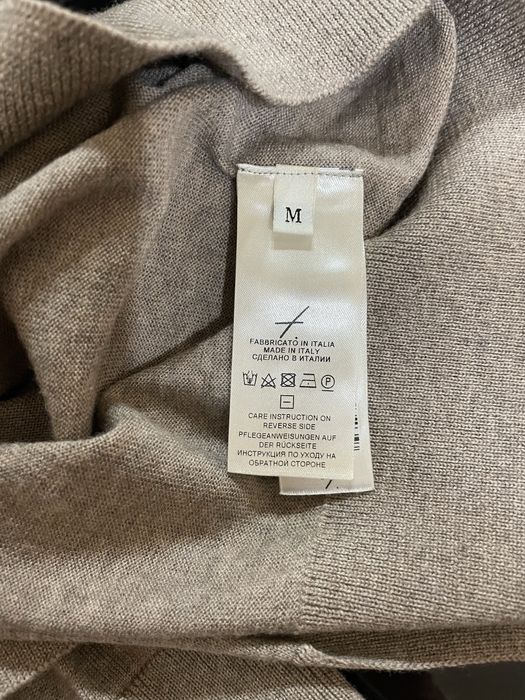 M
FABBRICATO IN ITALIA
MADE IN ITALY
СДЕЛАНО В ИТАЛИИ
P
CARE INSTRUCTION ON
REVERSE SIDE
PFLEGEANWEISUNGEN AUF
DER RÜCKSEITE
ИНСТРУКЦИЯ ПО УХОДУ НА
ОБРАТНОЙ СТОРОНЕ